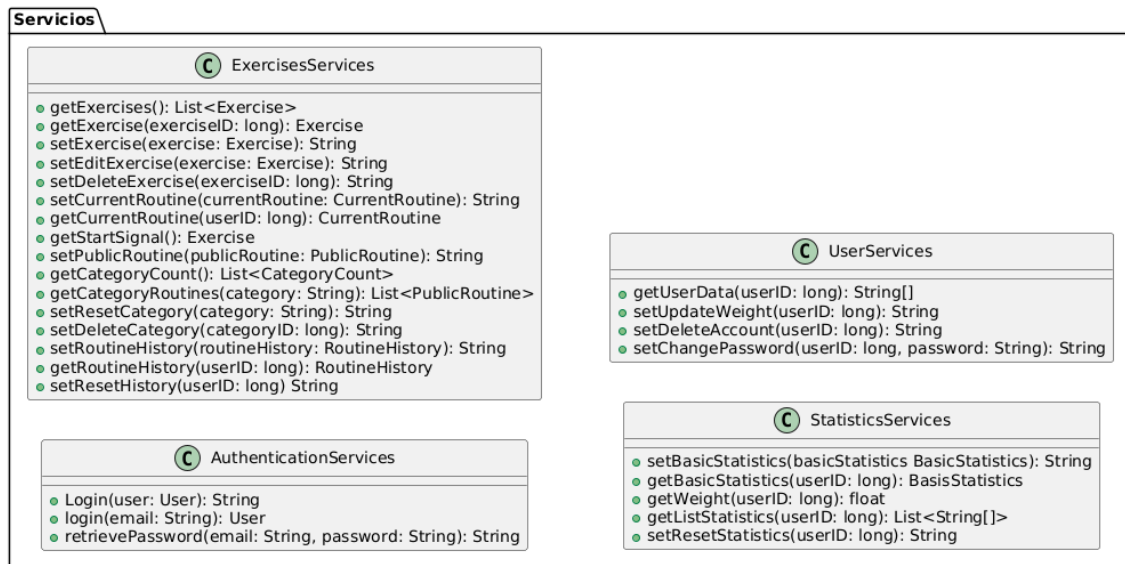 Servicios
C ExercisesServices
getExercises(): List<Exercise>
getExercise(exerciseID: long): Exercise
setExercise(exercise: Exercise): String
setEditExercise(exercise: Exercise): String
setDeleteExercise(exerciseID: long): String
setCurrentRoutine(currentRoutine: CurrentRoutine): String
getCurrentRoutine(userID: long): CurrentRoutine
getStartSignal(): Exercise
setPublicRoutine(publicRoutine: PublicRoutine): String
getCategoryCount(): List<CategoryCount>
getCategoryRoutines(category: String): List<PublicRoutine>
setResetCategory(category: String): String
setDeleteCategory(categoryID: long): String
setRoutineHistory(routineHistory: RoutineHistory): String
getRoutineHistory(userID: long): RoutineHistory
setResetHistory(userID: long) String
C UserServices
getUserData(userID: long): String[]
setUpdateWeight(userID: long): String
setDeleteAccount(userID: long): String
setChangePassword(userID: long, password: String): String
C AuthenticationServices
Login(user: User): String
login(email: String): User
retrievePassword(email: String, password: String): String
C StatisticsServices
setBasicStatistics(basicStatistics BasicStatistics): String
getBasicStatistics(userID: long): BasisStatistics
getWeight(userID: long): float
getListStatistics(userID: long): List<String[]>
setResetStatistics(userID: long): String